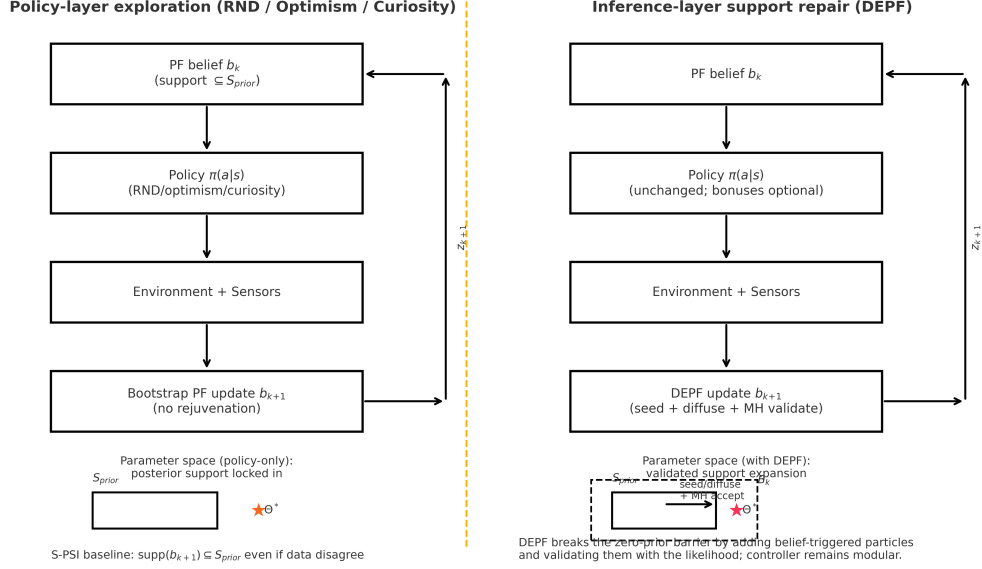 Policy-layer exploration (RND / Optimism / Curiosity)
PF belief b_k
(support ⊆ S_prior)
Policy π(a|s)
(RND/optimism/curiosity)
z_{k+1}
Environment + Sensors
Bootstrap PF update b_{k+1}
(no rejuvenation)
Parameter space (policy-only):
posterior support locked in
S_prior
Θ*
S-PSI baseline: supp(b_{k+1}) ⊆ S_prior even if data disagree
Inference-layer support repair (DEPF)
PF belief b_k
Policy π(a|s)
(unchanged; bonuses optional)
z_{k+1}
Environment + Sensors
DEPF update b_{k+1}
(seed + diffuse + MH validate)
Parameter space (with DEPF):
validated support expansion
S_prior
B_k
seed/diffuse
+ MH accept
Θ*
DEPF breaks the zero-prior barrier by adding belief-triggered particles
and validating them with the likelihood; controller remains modular.